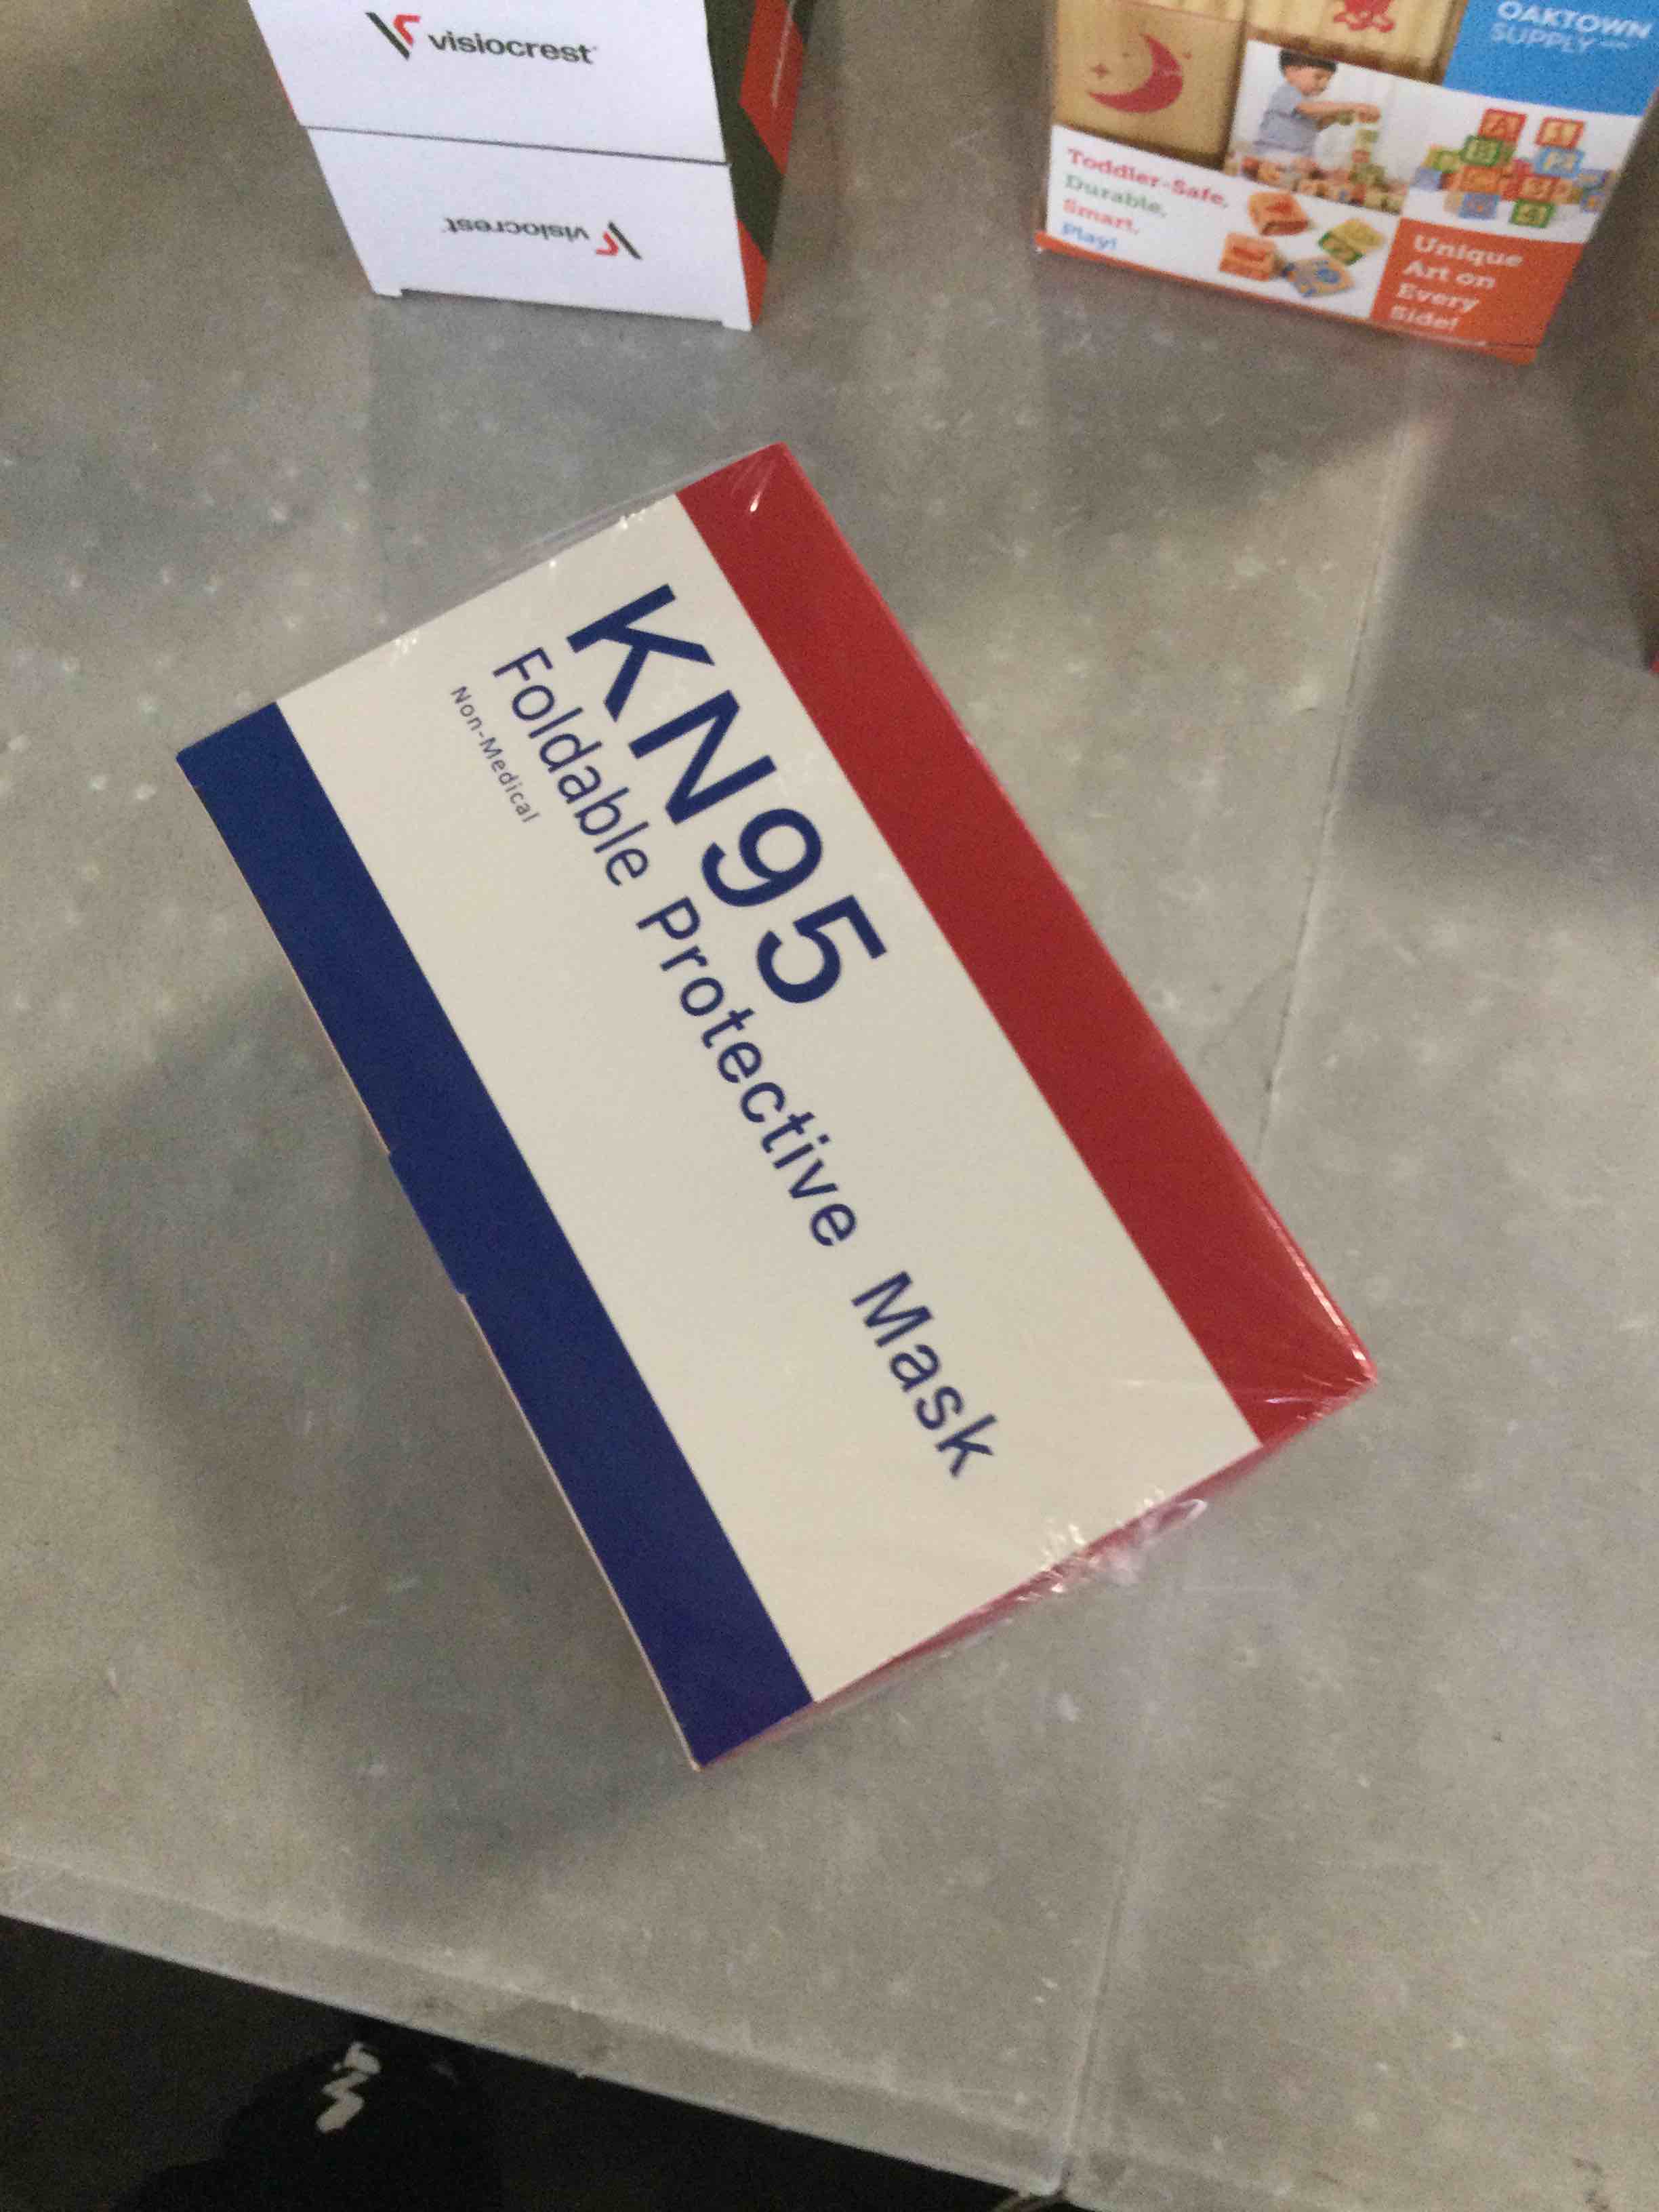 visiocrest
visiocrest
OAKTOWN
SUPPLY
Toddler-Safe,
Durable,
Smart,
Play!
Unique
Art on
Every
Side!
KN95
Foldable Protective Mask
Non-Medical